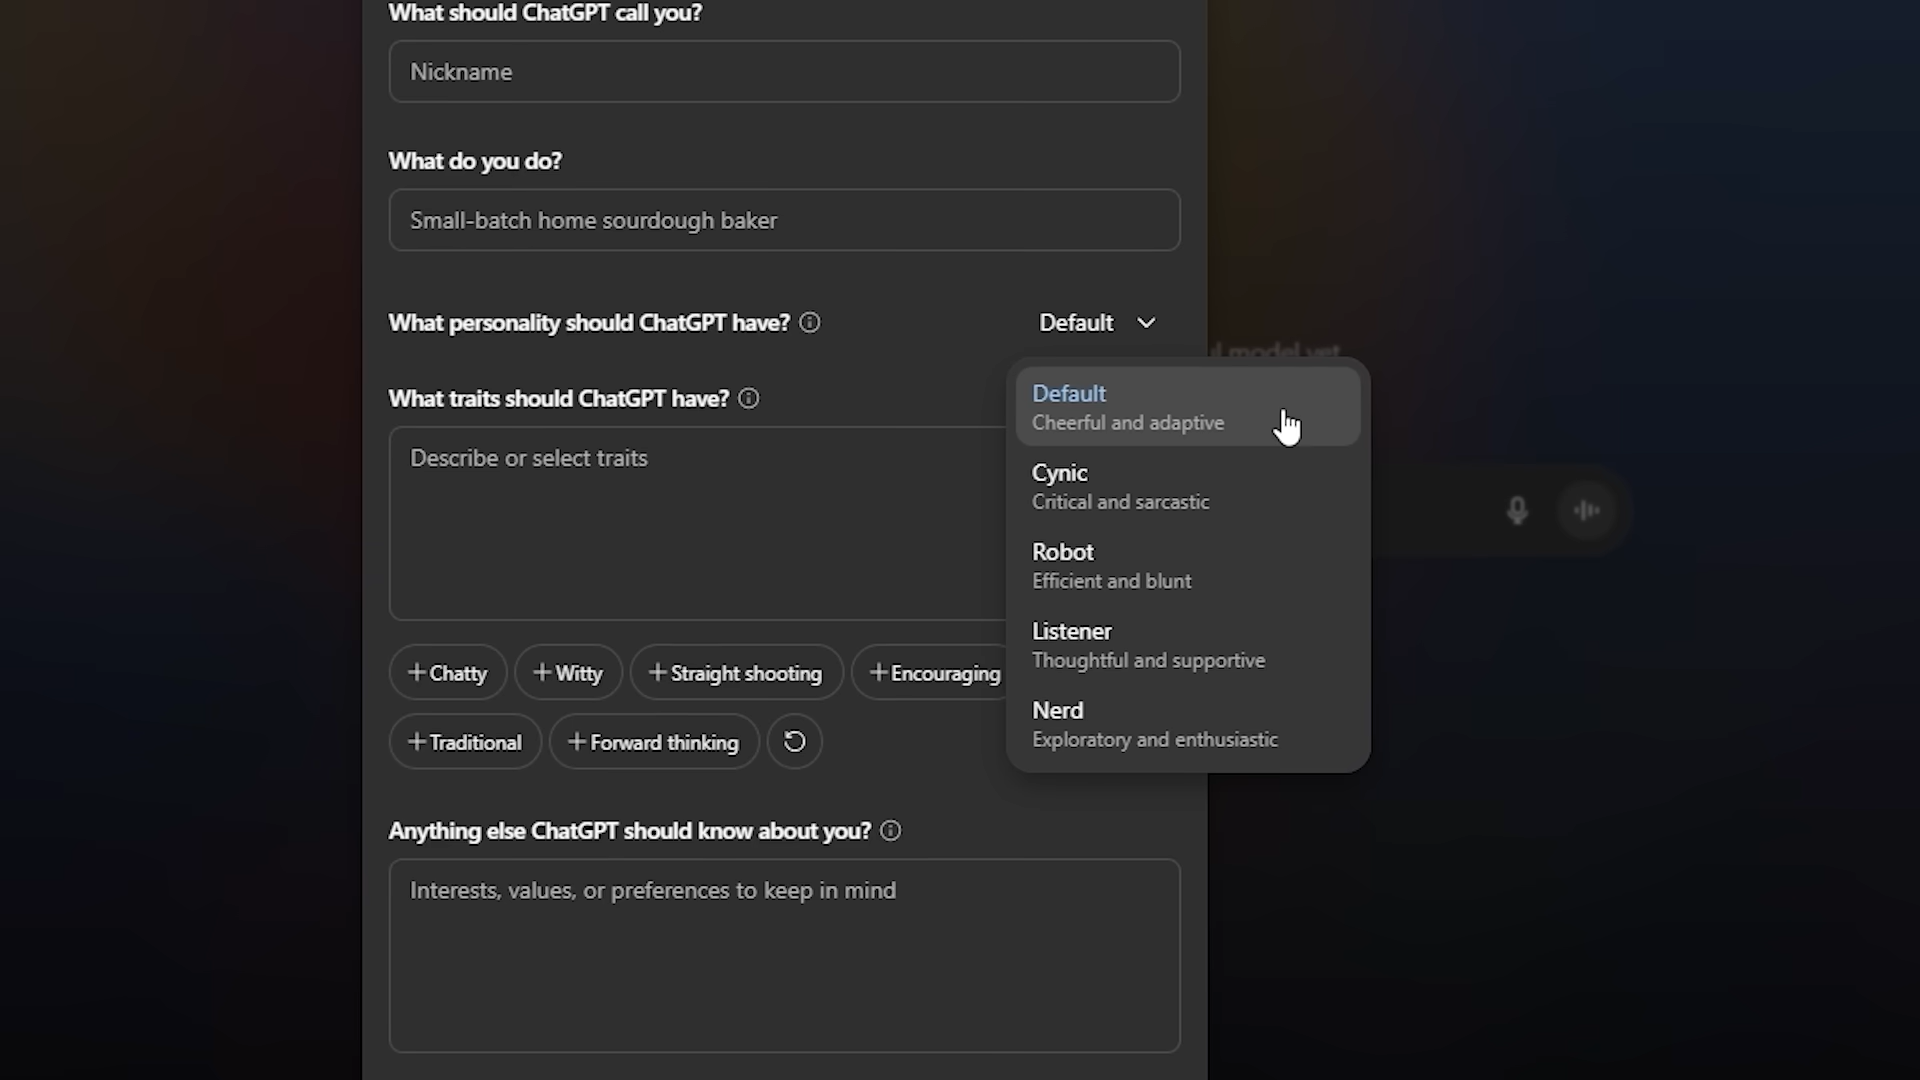 What should ChatGPT call you?
Nickname
What do you do?
Small-batch home sourdough baker
What personality should ChatGPT have?
Default
What traits should ChatGPT have?
Describe or select traits
Default
Cheerful and adaptive
Cynic
Critical and sarcastic
Robot
Efficient and blunt
Listener
Thoughtful and supportive
Nerd
Exploratory and enthusiastic
model yet
+ Chatty + Witty + Straight shooting + Encouraging
+ Traditional + Forward thinking
Anything else ChatGPT should know about you?
Interests, values, or preferences to keep in mind